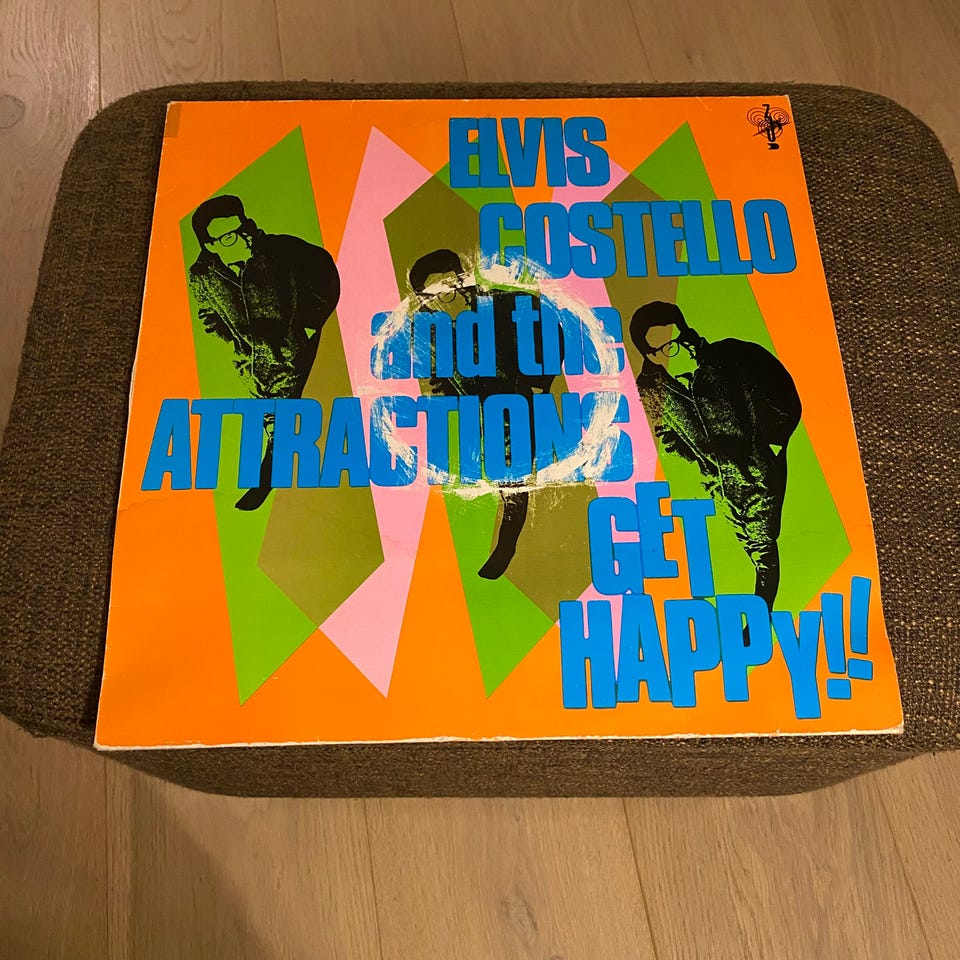 ELVIS
COSTELLO
and the
ATTRACTIONS
GET
HAPPY!!